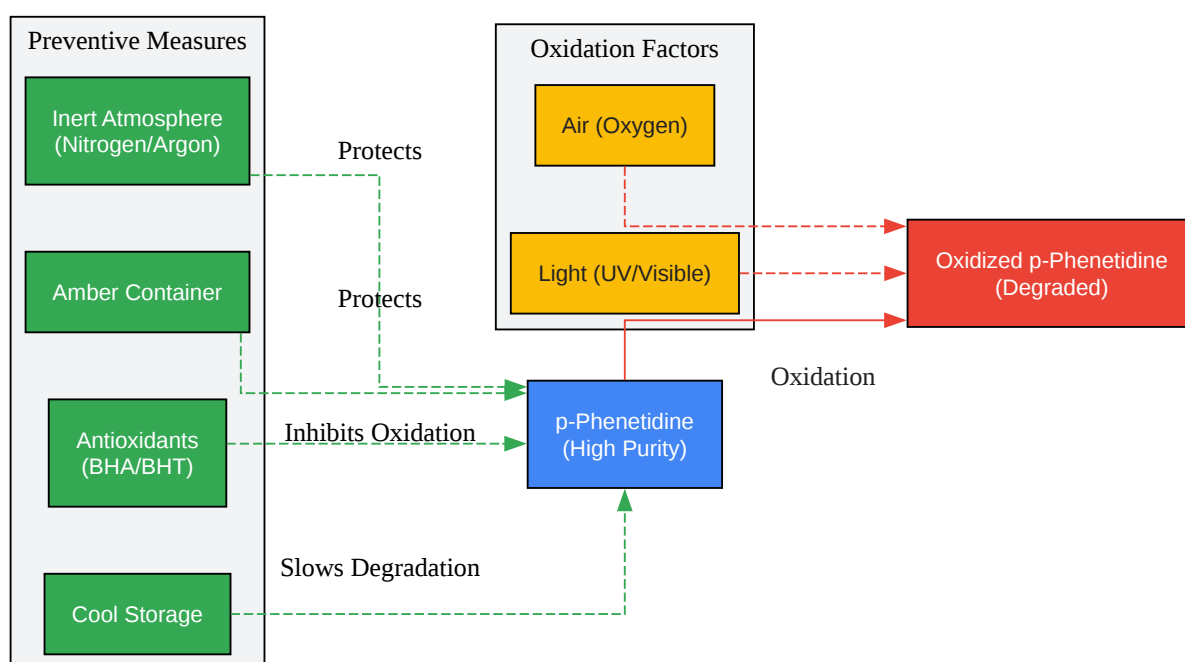 Preventive Measures
Inert Atmosphere
(Nitrogen/Argon)
Amber Container
Antioxidants
(BHA/BHT)
Cool Storage
Protects
Protects
Inhibits Oxidation
Slows Degradation
Oxidation Factors
Air (Oxygen)
Light (UV/Visible)
p-Phenetidine
(High Purity)
Oxidation
Oxidized p-Phenetidine
(Degraded)